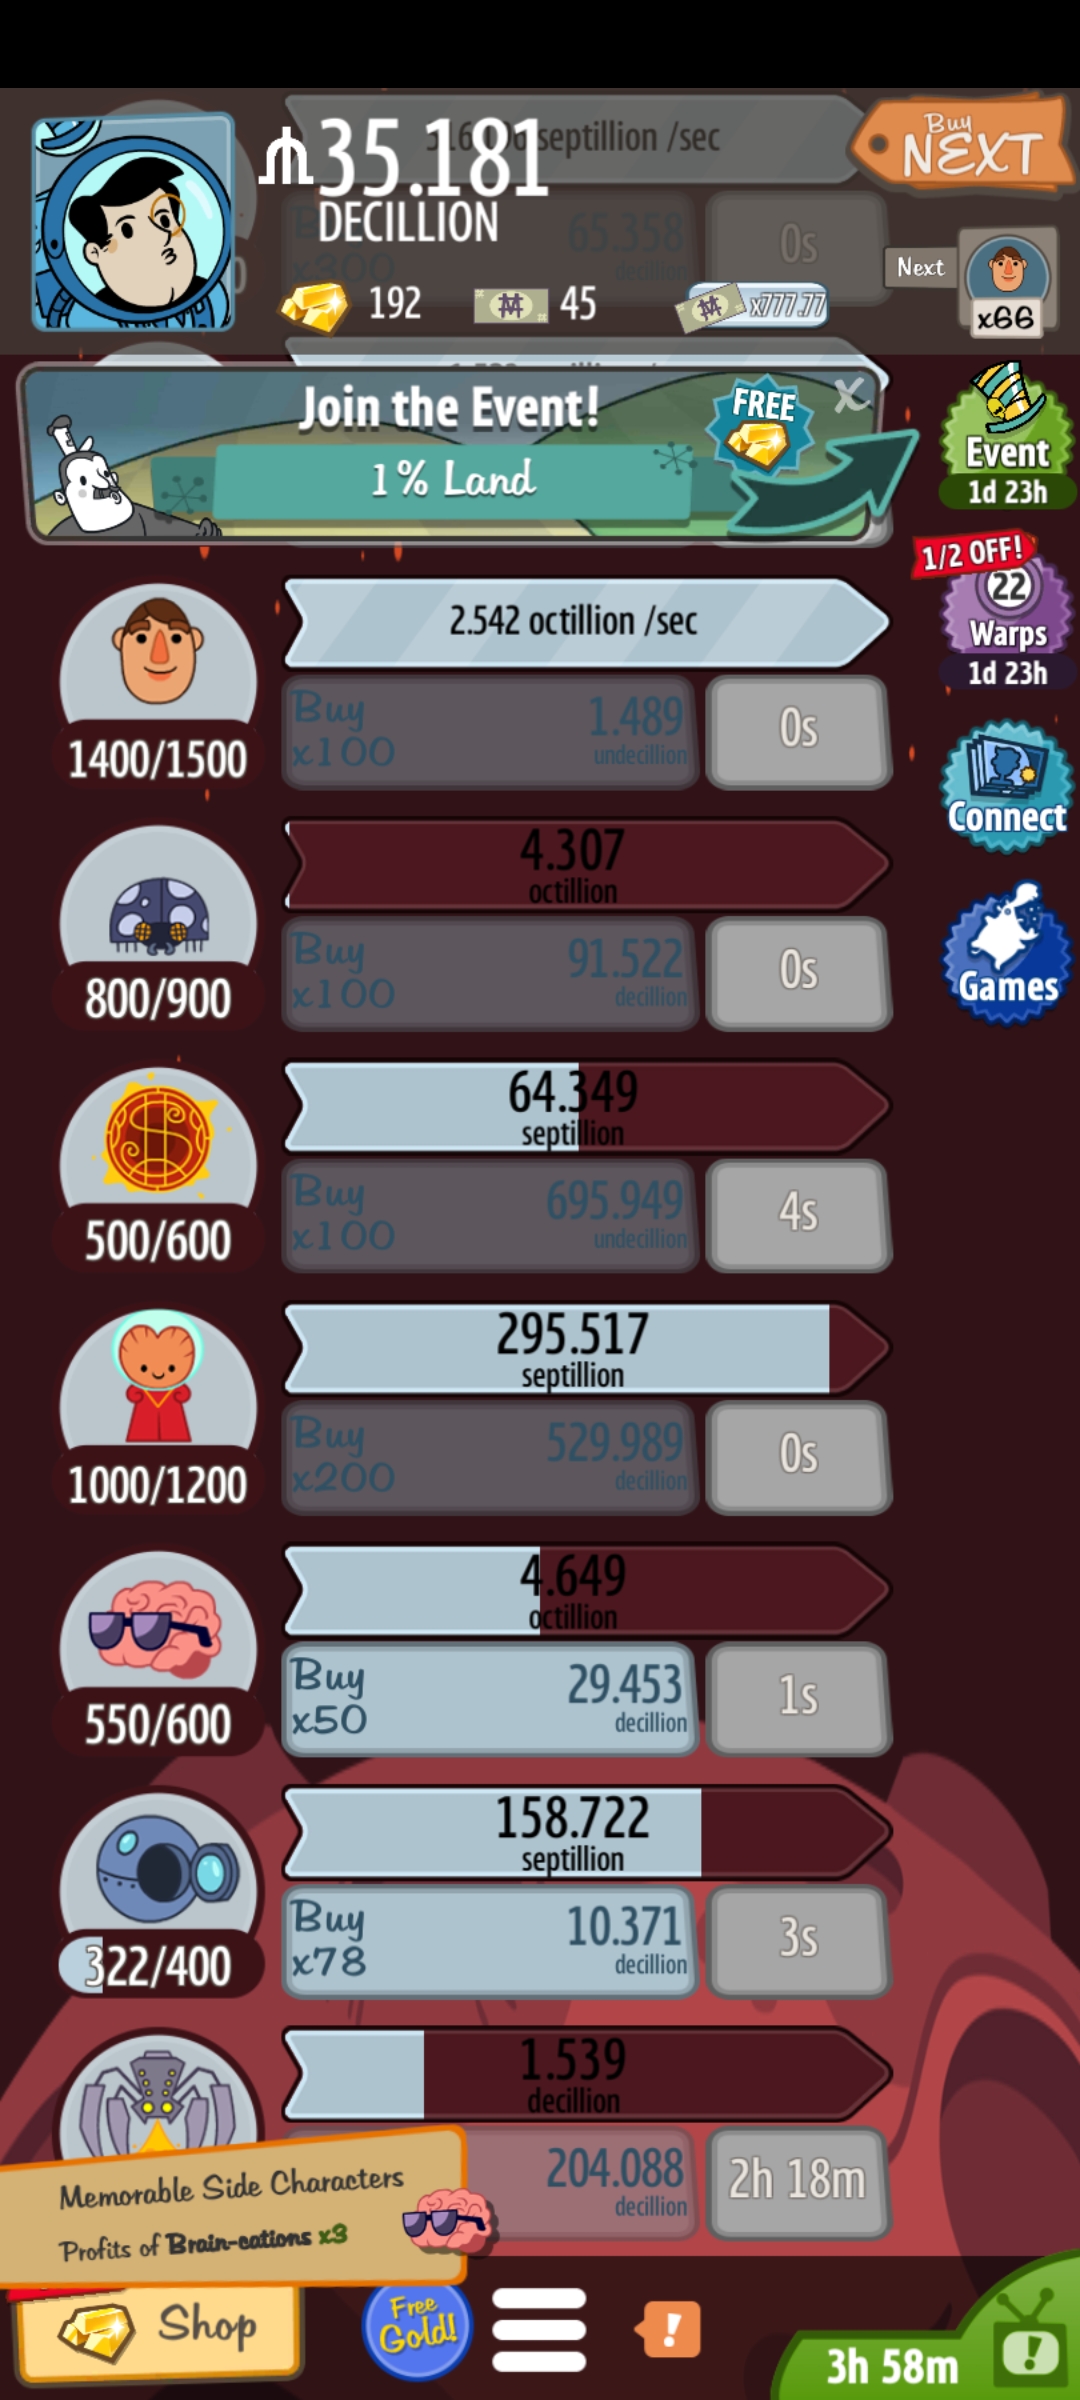 35.181
septillion /sec
DECILLION
Buy
NEXT
65.358
decillion
x300
0s
192
45
x777.77
Next
x66
Join the Event!
FREE
X
1% Land
Event
1d 23h
1/2 OFF!
22
Warps
1d 23h
2.542 octillion /sec
1400/1500
Buy
x100
1.489
undecillion
0s
Connect
4.307
octillion
800/900
Buy
x100
91.522
decillion
0s
Games
64.349
septillion
500/600
Buy
x100
695.949
undecillion
4s
295.517
septillion
1000/1200
Buy
x200
529.989
decillion
0s
4.649
octillion
550/600
Buy
x50
29.453
decillion
1s
158.722
septillion
322/400
Buy
x78
10.371
decillion
3s
1.539
decillion
204.088
decillion
2h 18m
Memorable Side Characters
Profits of Brain-cations x3
Shop
Free
Gold!
!
3h 58m
!